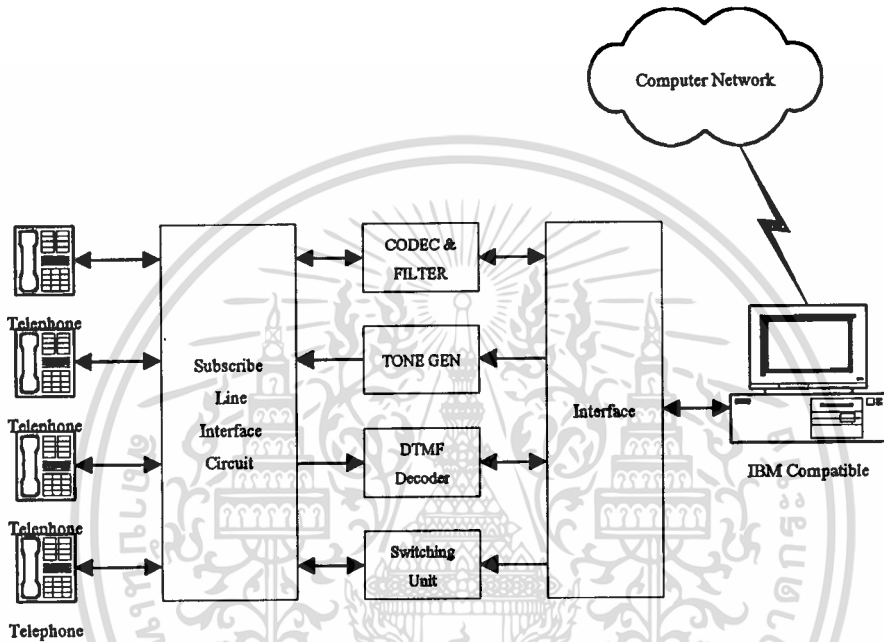 Computer Network
CODEC &
FILTER
Telephone
TONE GEN
Subscribe
Line
Interface
Circuit
Interface
Telephone
DTMF
Decoder
IBM Compatible
Telephone
Switching
Unit
Telephone